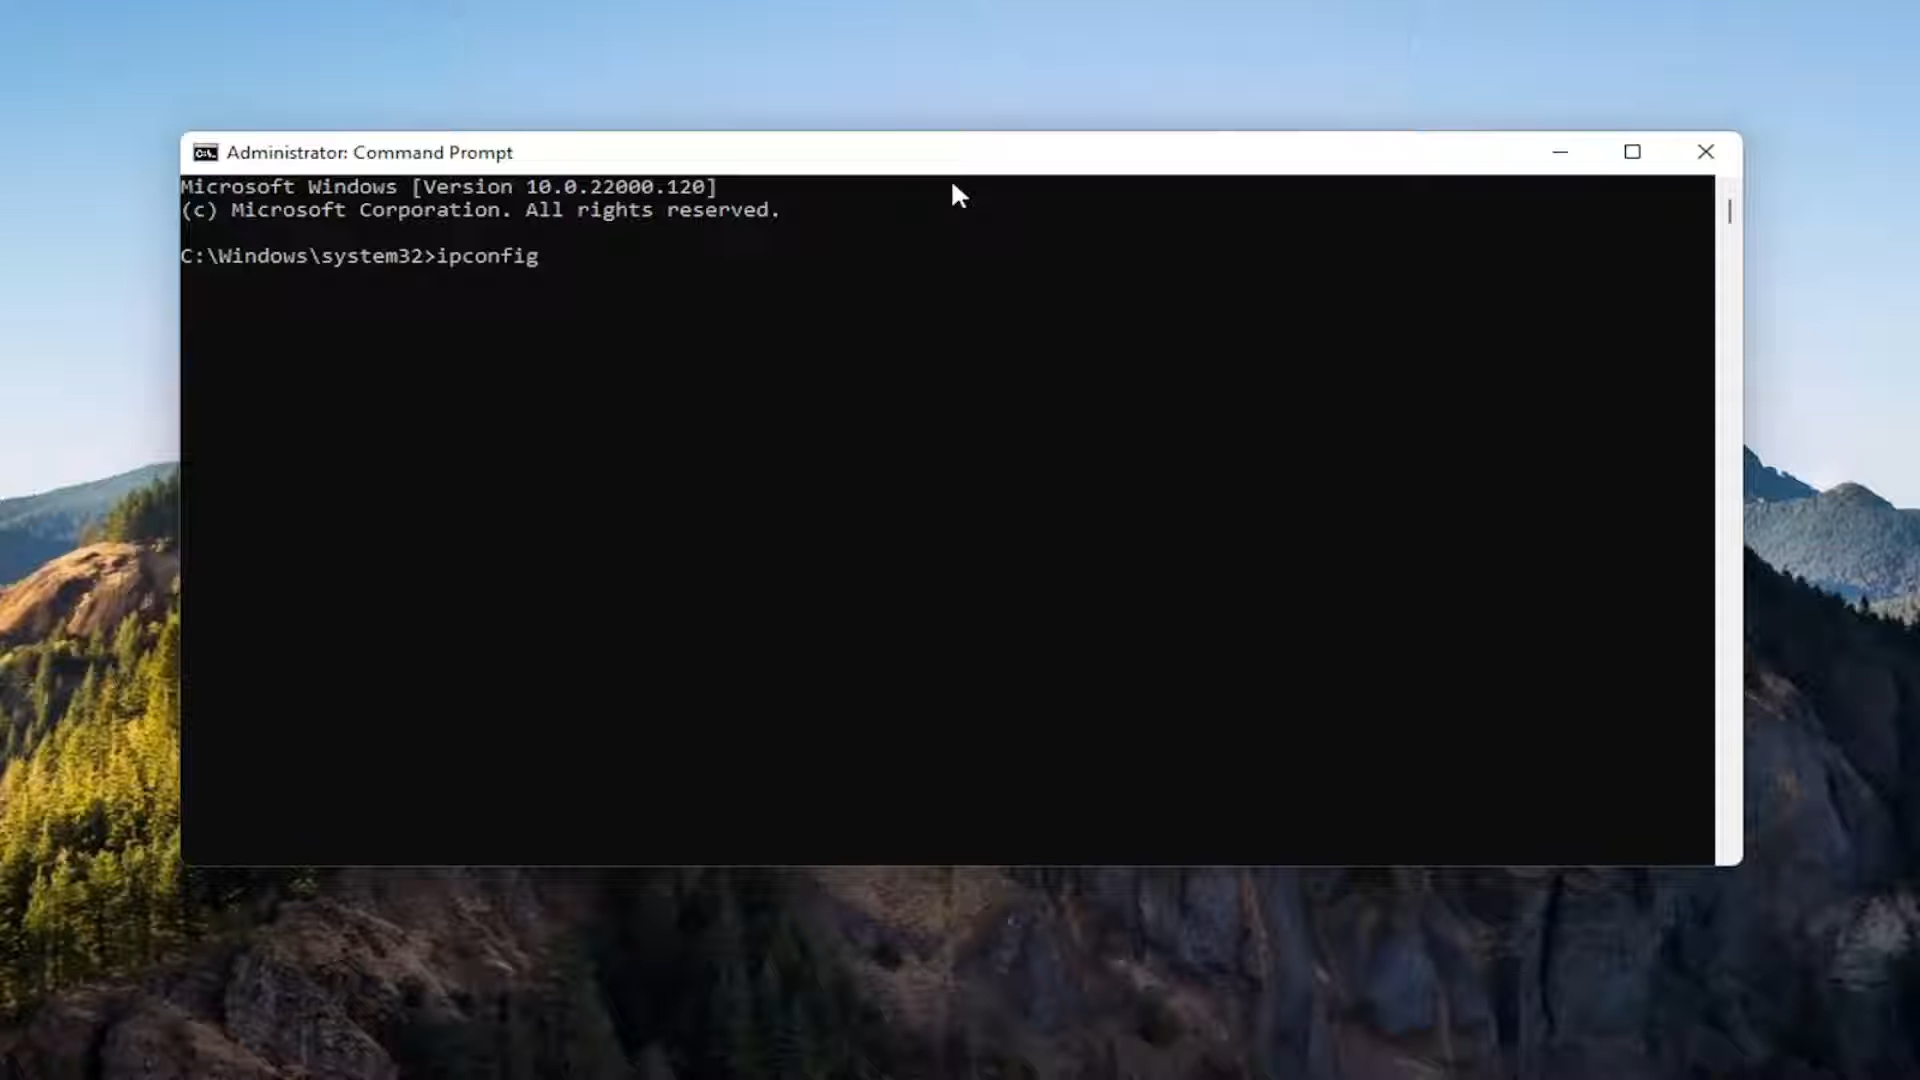 Administrator: Command Prompt
Microsoft Windows [Version 10.0.22000.120]
(c) Microsoft Corporation. All rights reserved.
C:\Windows\system32>ipconfig